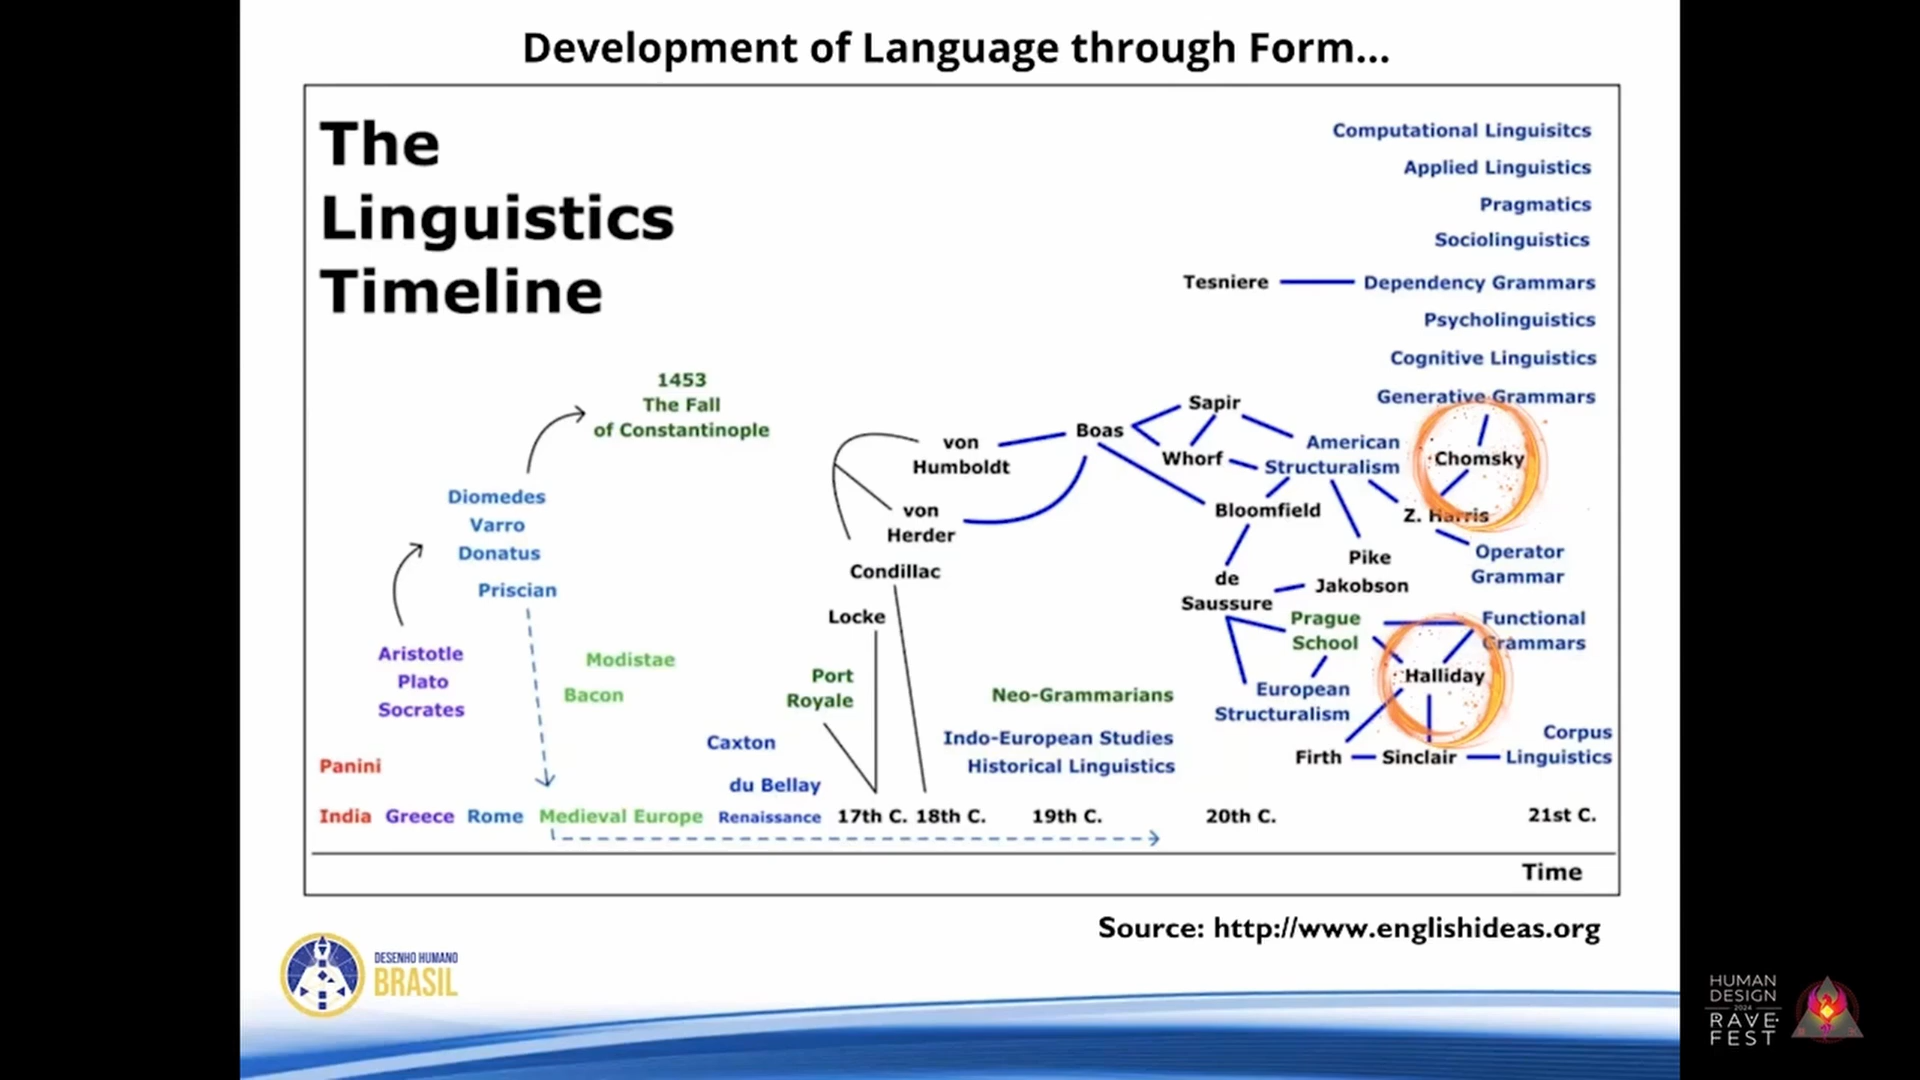 Development of Language through Form...
The
Linguistics
Timeline
Computational Linguisitcs
Applied Linguistics
Pragmatics
Sociolinguistics
Tesniere
Dependency Grammars
Psycholinguistics
Cognitive Linguistics
Generative Grammars
1453
The Fall
of Constantinople
Diomedes
Varro
Donatus
Priscian
Aristotle
Plato
Socrates
Panini
Modistae
Bacon
Caxton
du Bellay
Port
Royale
Locke
Condillac
von
Herder
von
Humboldt
Boas
Sapir
Whorf
American
Structuralism
Chomsky
Bloomfield
Z. Harris
Pike
Operator
Grammar
de
Saussure
Jakobson
Prague
School
Functional
Grammars
Halliday
European
Structuralism
Firth
Sinclair
Corpus
Linguistics
Neo-Grammarians
Indo-European Studies
Historical Linguistics
India Greece Rome Medieval Europe Renaissance 17th C. 18th C. 19th C. 20th C. 21st C.
Time
Source: http://www.englishideas.org
DESENHO HUMANO
BRASIL
HUMAN
DESIGN
2024
RAVE
FEST